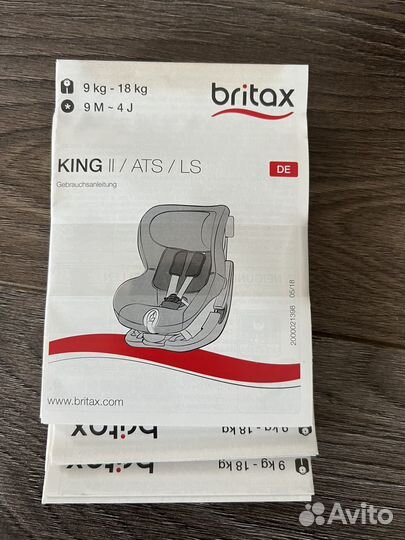 9 kg - 18 kg
9 M ~ 4 J
britax
KING II / ATS / LS
DE
Gebrauchsanleitung
2000021398 05/18
www.britax.com
britax
9 kg - 18 kg
britax
9 kg - 18 kg
Avito